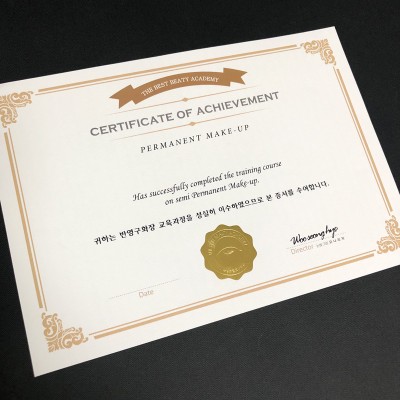 THE BEST BEATY ACADEMY
CERTIFICATE OF ACHIEVEMENT
PERMANENT MAKE-UP
Has successfully completed the training course
on semi Permanent Make-up.
귀하는 반영구화장 교육과정을 성실히 이수하였으므로 본 증서를 수여합니다.
Date
Director